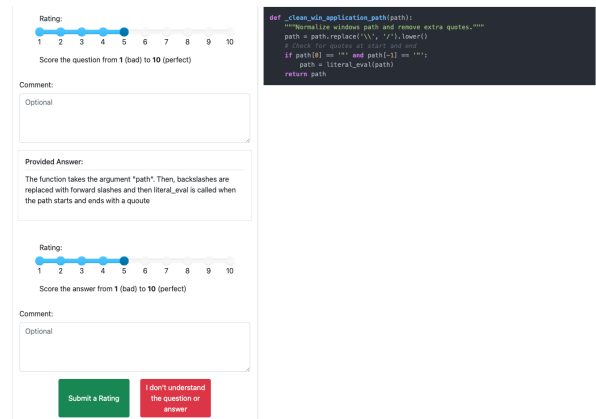 Rating:
1 2 3 4 5 6 7 8 9 10
Score the question from 1 (bad) to 10 (perfect)
Comment:
Optional
Provided Answer:
The function takes the argument "path". Then, backslashes are
replaced with forward slashes and then literal_eval is called when
the path starts and ends with a quoute
Rating:
1 2 3 4 5 6 7 8 9 10
Score the answer from 1 (bad) to 10 (perfect)
Comment:
Optional
Submit a Rating
I don't understand
the question or
answer
def _clean_win_application_path(path):
"""Normalize windows path and remove extra quotes."""
path = path.replace('\\', '/').lower()
# Check for quotes at start and end
if path[0] == '"' and path[-1] == '"':
path = literal_eval(path)
return path